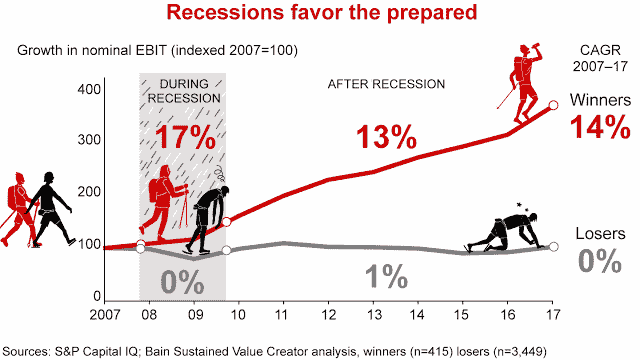 Recessions favor the prepared
Growth in nominal EBIT (indexed 2007=100)
CAGR
2007–17
400
300
200
100
0
DURING
RECESSION
AFTER RECESSION
17%
13%
Winners
14%
0%
1%
Losers
0%
2007 08 09 10 11 12 13 14 15 16 17
Sources: S&P Capital IQ; Bain Sustained Value Creator analysis, winners (n=415) losers (n=3,449)